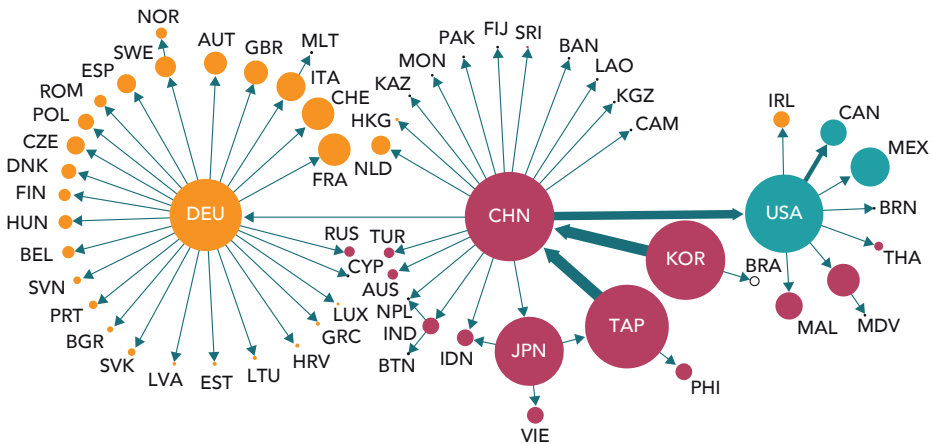 NOR
SWE
AUT
GBR
MLT
ITA
ESP
CHE
ROM
POL
CZE
DNK
FIN
HUN
BEL
SVN
PRT
BGR
SVK
LVA
EST
LTU
HRV
GRC
LUX
CYP
RUS
FRA
DEU
NLD
HKG
KAZ
MON
PAK
FIJ
SRI
BAN
LAO
KGZ
CAM
CHN
TUR
AUS
NPL
IND
BTN
IDN
JPN
VIE
TAP
PHI
KOR
BRA
USA
IRL
CAN
MEX
BRN
THA
MDV
MAL